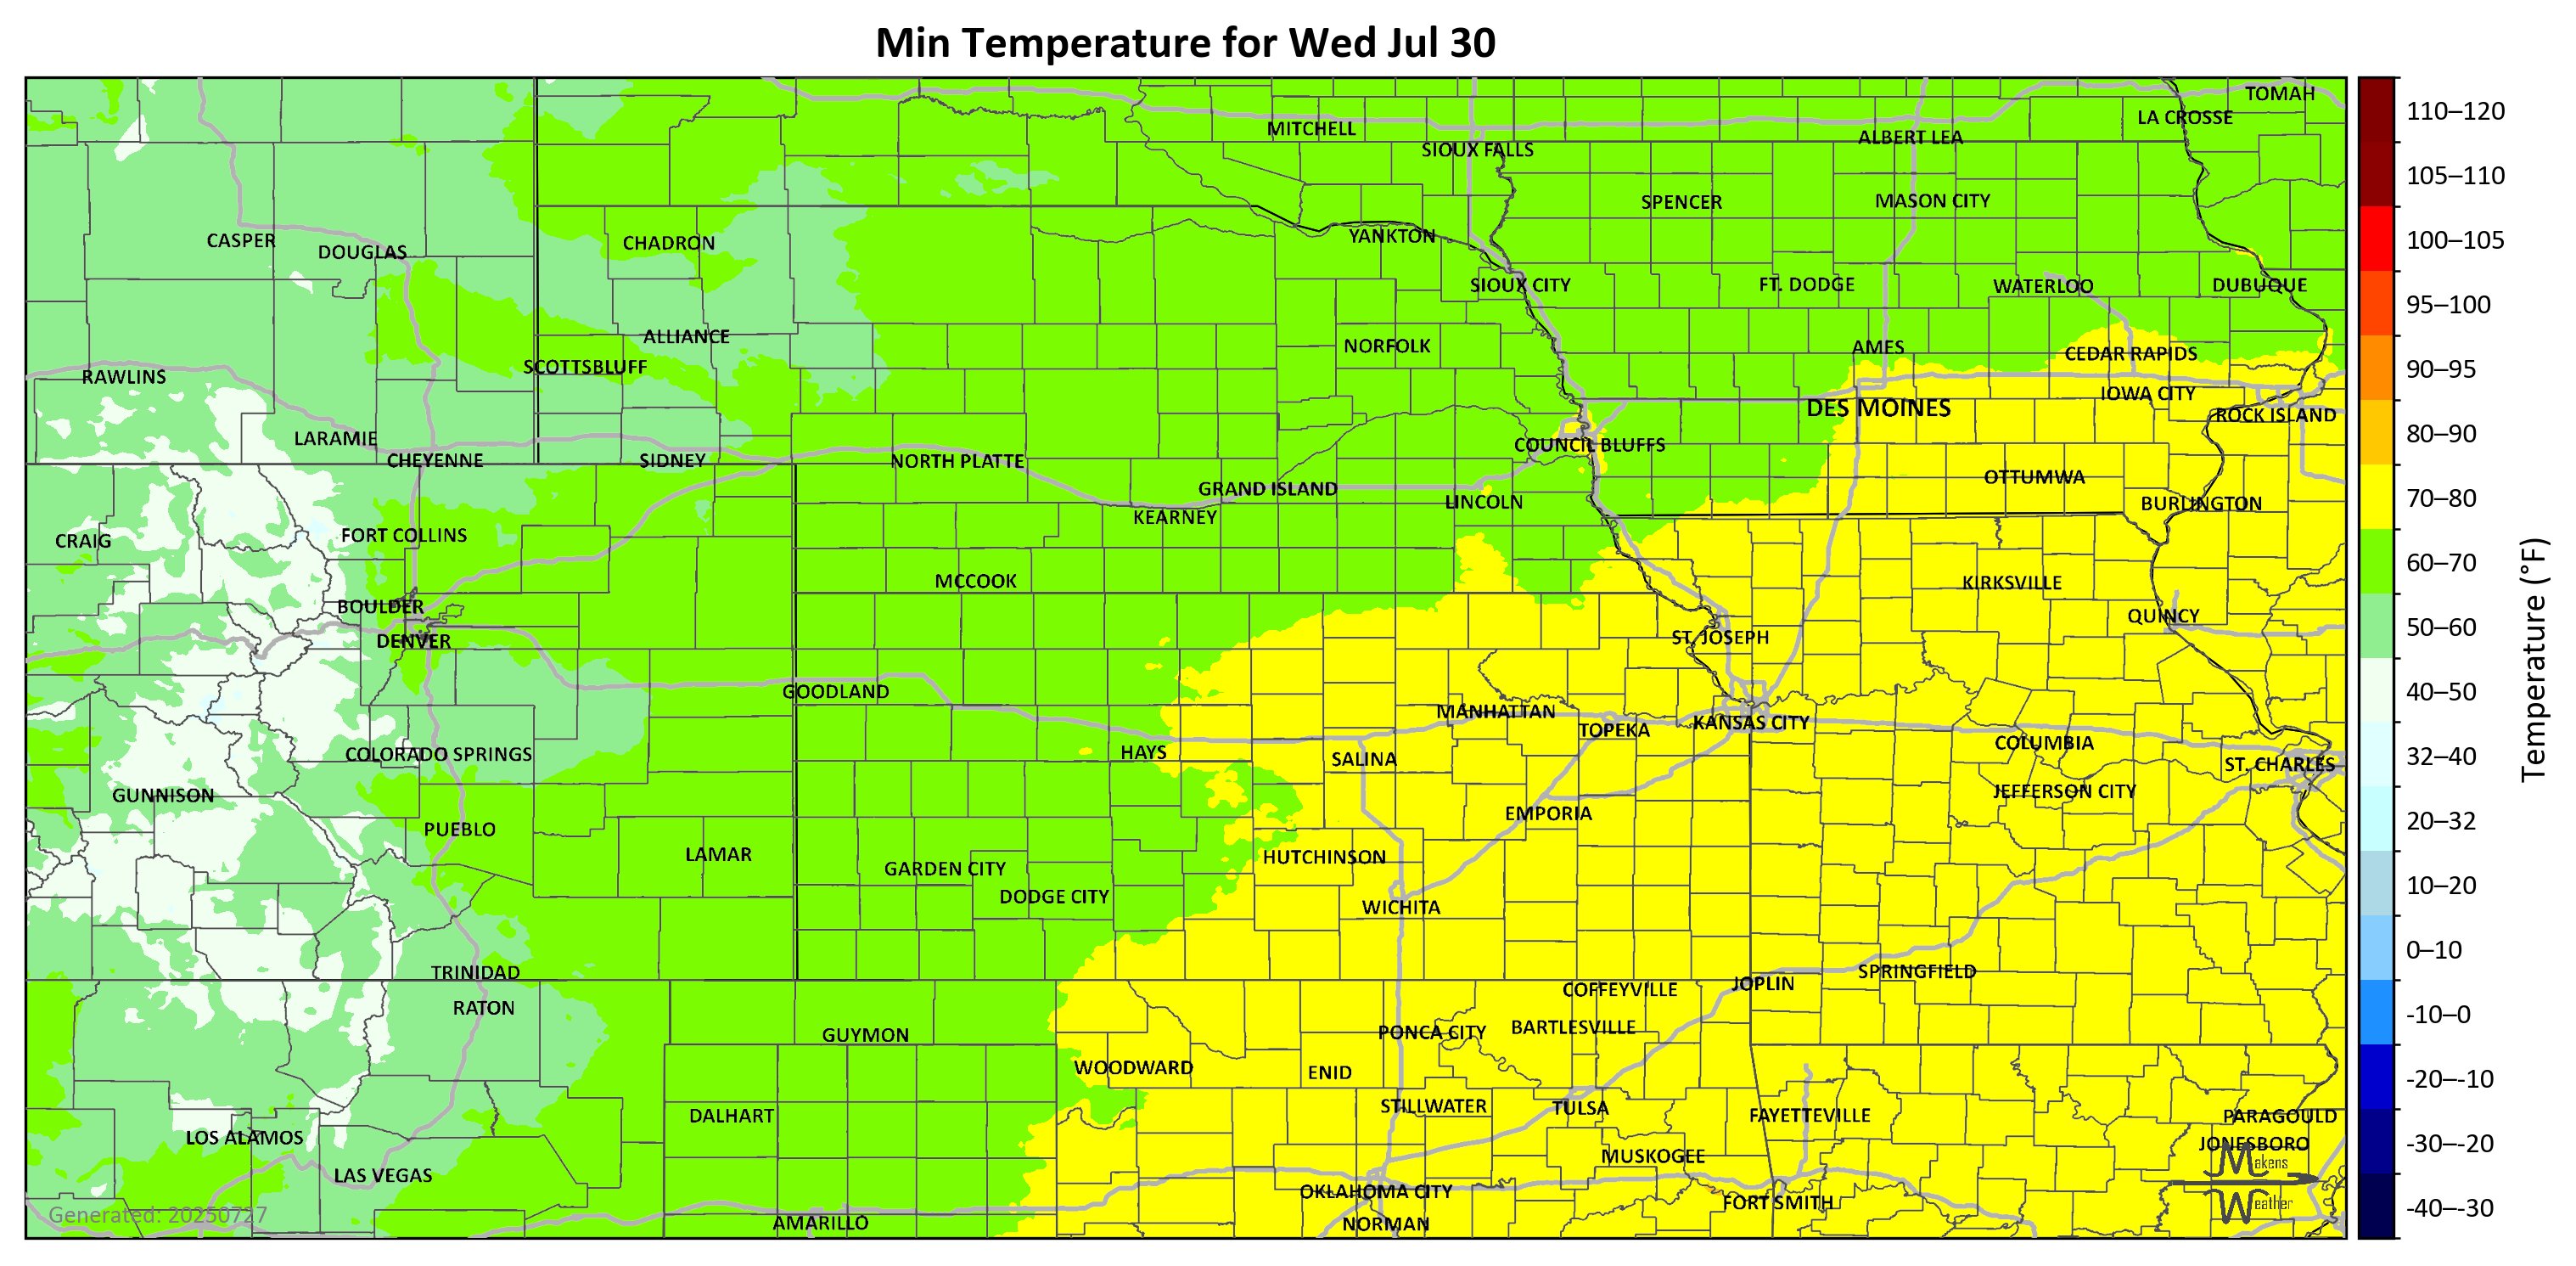 Min Temperature for Wed Jul 30
TOMAH
LA CROSSE
MITCHELL
ALBERT LEA
SIOUX FALLS
SPENCER
MASON CITY
YANKTON
CASPER
CHADRON
DOUGLAS
SIOUX CITY
FT. DODGE
WATERLOO
DUBUQUE
ALLIANCE
NORFOLK
AMES
CEDAR RAPIDS
SCOTTSBLUFF
RAWLINS
IOWA CITY
DES MOINES
ROCK ISLAND
LARAMIE
COUNCIL BLUFFS
CHEYENNE
SIDNEY
NORTH PLATTE
OTTUMWA
GRAND ISLAND
LINCOLN
BURLINGTON
KEARNEY
FORT COLLINS
CRAIG
MCCOOK
KIRKSVILLE
BOULDER
QUINCY
DENVER
ST. JOSEPH
GOODLAND
MANHATTAN
KANSAS CITY
TOPEKA
COLUMBIA
HAYS
COLORADO SPRINGS
SALINA
ST. CHARLES
JEFFERSON CITY
GUNNISON
EMPORIA
PUEBLO
LAMAR
HUTCHINSON
GARDEN CITY
DODGE CITY
WICHITA
TRINIDAD
SPRINGFIELD
JOPLIN
COFFEYVILLE
RATON
BARTLESVILLE
PONCA CITY
GUYMON
WOODWARD
ENID
STILLWATER
TULSA
DALHART
FAYETTEVILLE
PARAGOULD
LOS ALAMOS
JONESBORO
MUSKOGEE
LAS VEGAS
OKLAHOMA CITY
FORT SMITH
AMARILLO
NORMAN
Generated: 20250727
Makens
Weather
110–120
105–110
100–105
95–100
90–95
80–90
70–80
60–70
50–60
40–50
32–40
20–32
10–20
0–10
-10–0
-20–-10
-30–-20
-40–-30
Temperature (°F)